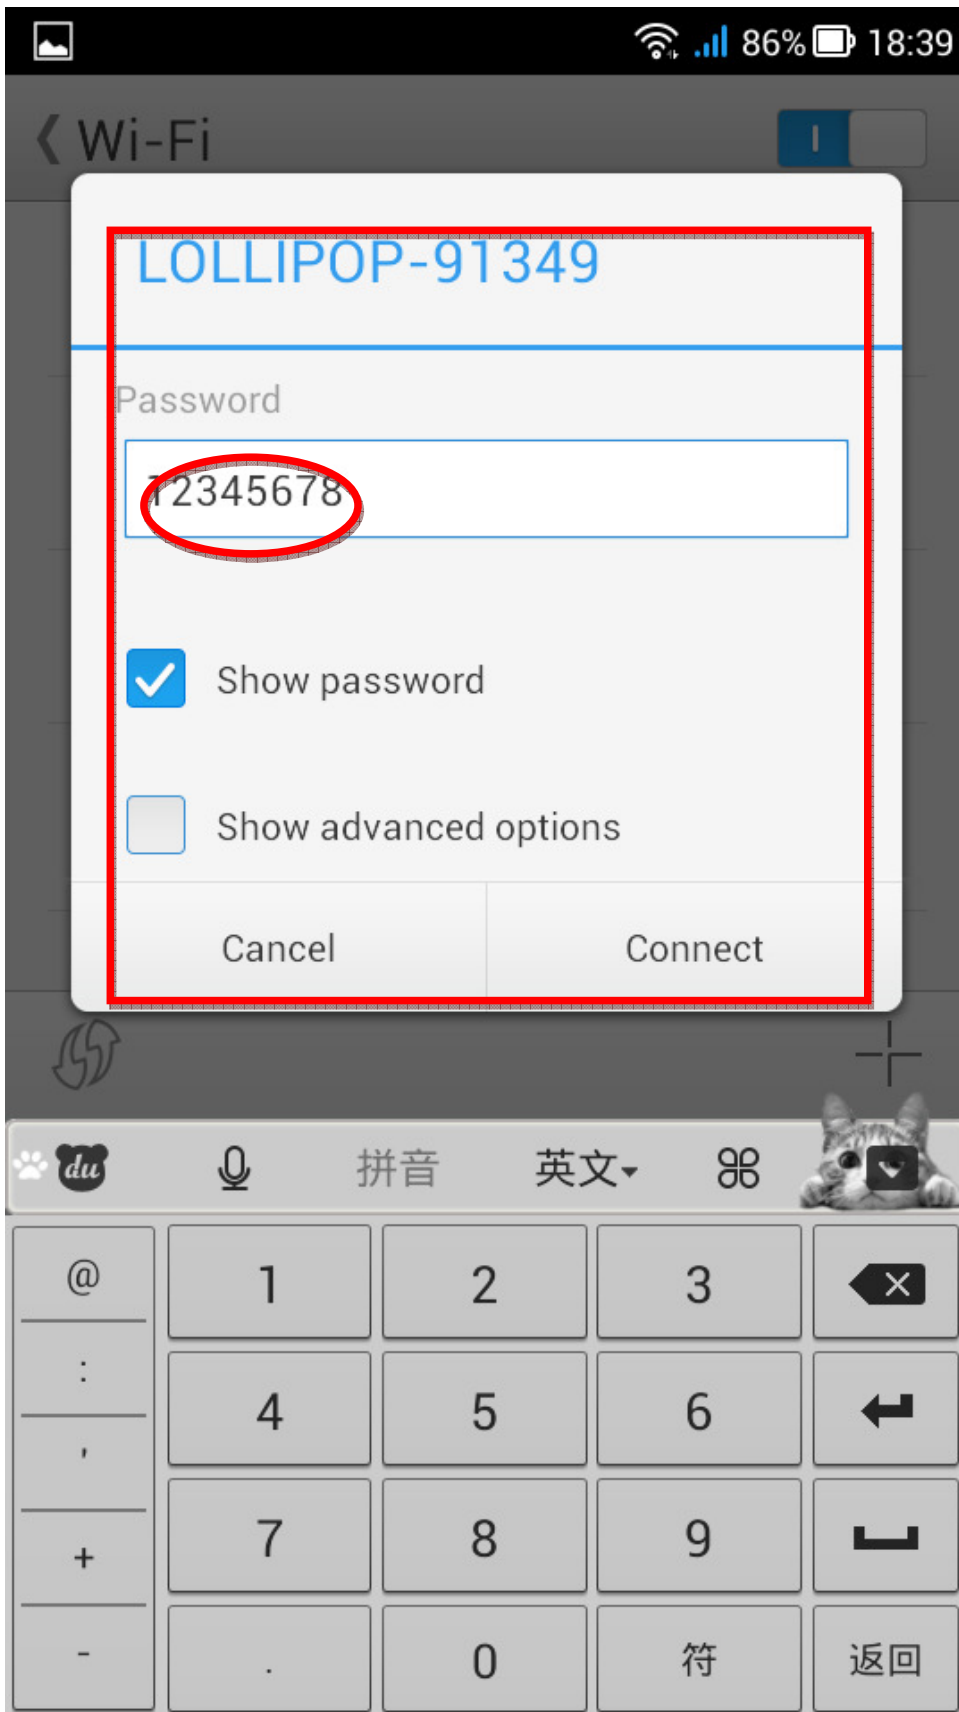 86% 18:39
Wi-Fi
LOLLIPOP-91349
Password
12345678
Show password
Show advanced options
Cancel Connect
du 拼音 英文
@ 1 2 3
: 4 5 6
'
7 8 9
+
- . 0 符 返回